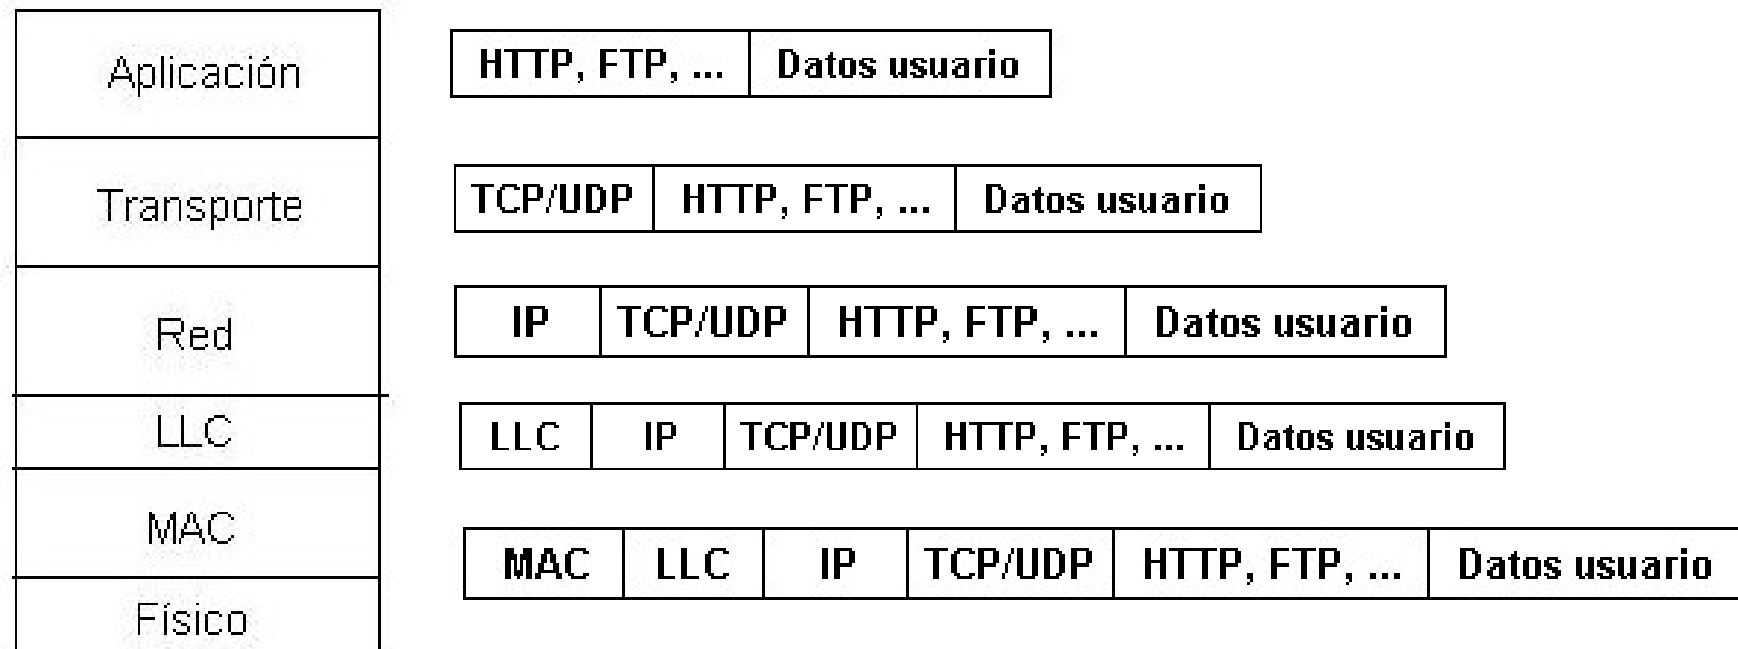 Aplicación
HTTP, FTP, ... Datos usuario
Transporte
TCP/UDP HTTP, FTP, ... Datos usuario
Red
IP TCP/UDP HTTP, FTP, ... Datos usuario
LLC
LLC IP TCP/UDP HTTP, FTP, ... Datos usuario
MAC
MAC LLC IP TCP/UDP HTTP, FTP, ... Datos usuario
Físico